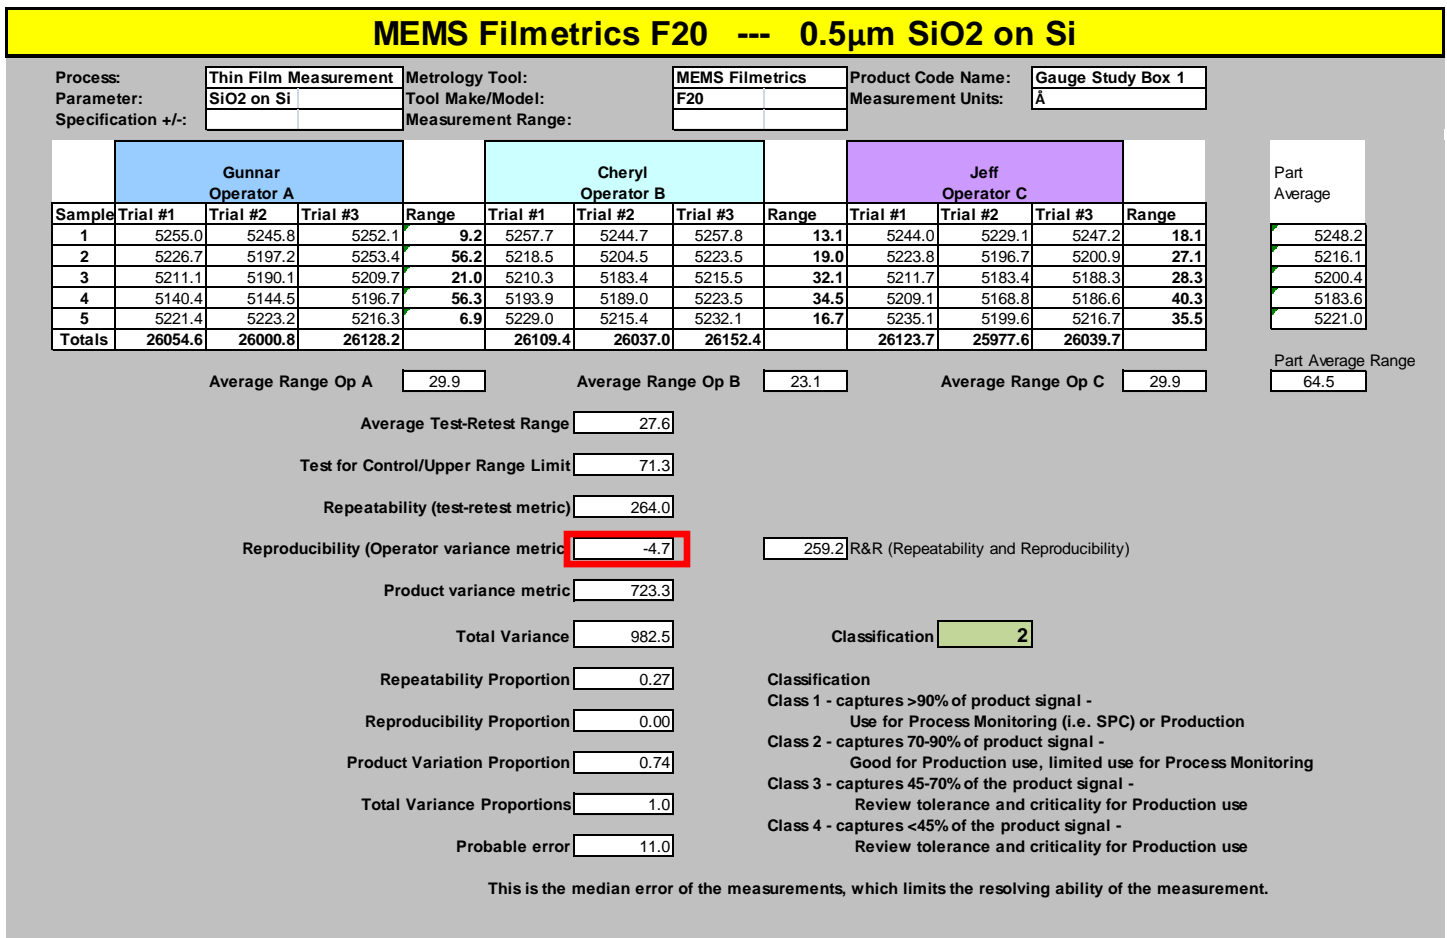 MEMS Filmetrics F20 --- 0.5µm SiO2 on Si
Process: Thin Film Measurement Metrology Tool: MEMS Filmetrics Product Code Name: Gauge Study Box 1
Parameter: SiO2 on Si Tool Make/Model: F20 Measurement Units: Å
Specification +/-: Measurement Range:
Gunnar Cheryl Jeff Part
Operator A Operator B Operator C Average
Sample Trial #1 Trial #2 Trial #3 Range Trial #1 Trial #2 Trial #3 Range Trial #1 Trial #2 Trial #3 Range
1 5255.0 5245.8 5252.1 9.2 5257.7 5244.7 5257.8 13.1 5244.0 5229.1 5247.2 18.1 5248.2
2 5226.7 5197.2 5253.4 56.2 5218.5 5204.5 5223.5 19.0 5223.8 5196.7 5200.9 27.1 5216.1
3 5211.1 5190.1 5209.7 21.0 5210.3 5183.4 5215.5 32.1 5211.7 5183.4 5188.3 28.3 5200.4
4 5140.4 5144.5 5196.7 56.3 5193.9 5189.0 5223.5 34.5 5209.1 5168.8 5186.6 40.3 5183.6
5 5221.4 5223.2 5216.3 6.9 5229.0 5215.4 5232.1 16.7 5235.1 5199.6 5216.7 35.5 5221.0
Totals 26054.6 26000.8 26128.2 26109.4 26037.0 26152.4 26123.7 25977.6 26039.7
Part Average Range
Average Range Op A 29.9 Average Range Op B 23.1 Average Range Op C 29.9 64.5
Average Test-Retest Range 27.6
Test for Control/Upper Range Limit 71.3
Repeatability (test-retest metric) 264.0
Reproducibility (Operator variance metric -4.7 259.2 R&R (Repeatability and Reproducibility)
Product variance metric 723.3
Total Variance 982.5 Classification 2
Repeatability Proportion 0.27 Classification
Class 1 - captures >90% of product signal -
Reproducibility Proportion 0.00 Use for Process Monitoring (i.e. SPC) or Production
Class 2 - captures 70-90% of product signal -
Product Variation Proportion 0.74 Good for Production use, limited use for Process Monitoring
Class 3 - captures 45-70% of the product signal -
Total Variance Proportions 1.0 Review tolerance and criticality for Production use
Class 4 - captures <45% of the product signal -
Probable error 11.0 Review tolerance and criticality for Production use
This is the median error of the measurements, which limits the resolving ability of the measurement.